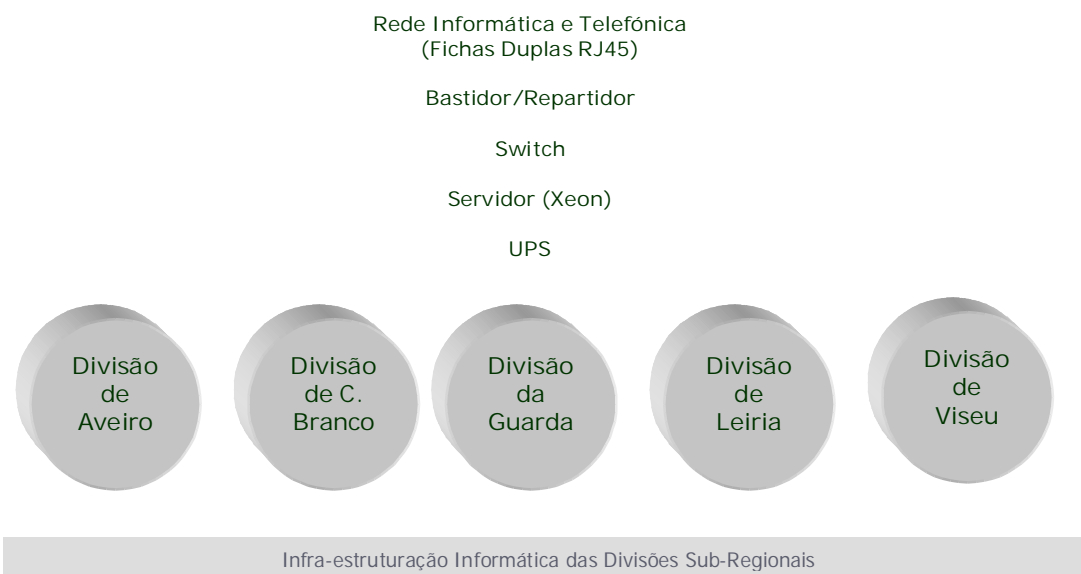 Rede Informática e Telefónica
(Fichas Duplas RJ45)
Bastidor/Repartidor
Switch
Servidor (Xeon)
UPS
Divisão
de
Aveiro
Divisão
de C.
Branco
Divisão
da
Guarda
Divisão
de
Leiria
Divisão
de
Viseu
Infra-estruturação Informática das Divisões Sub-Regionais